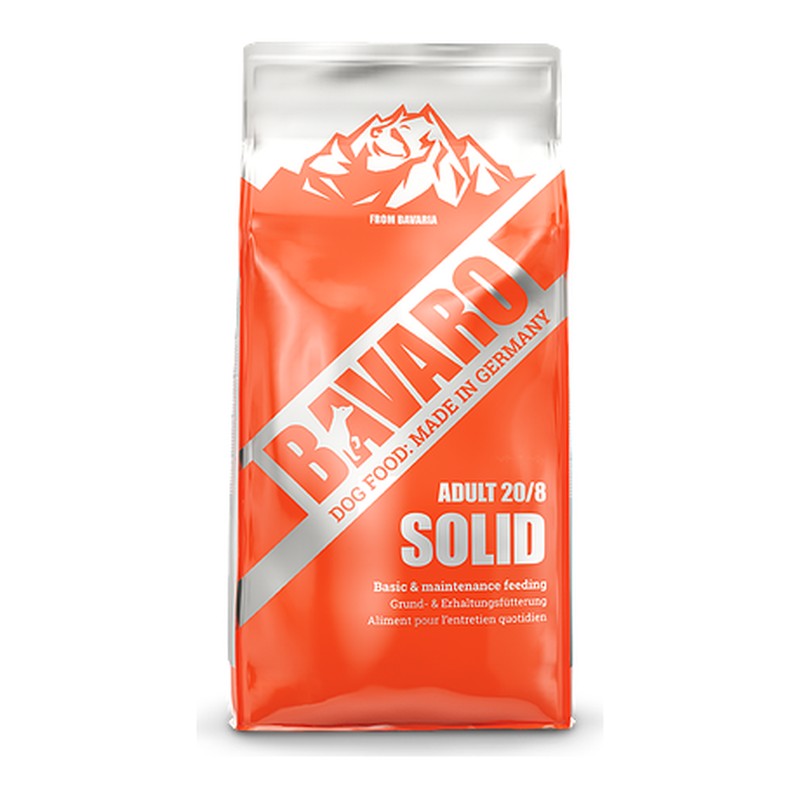 FROM BAVARIA
BAVARO
DOG FOOD: MADE IN GERMANY
ADULT 20/8
SOLID
Basic & maintenance feeding
Grund- & Erhaltungsfütterung
Aliment pour l'entretien quotidien